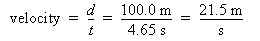 velocity = d/t = 100.0 m/4.65 s = 21.5 m/s